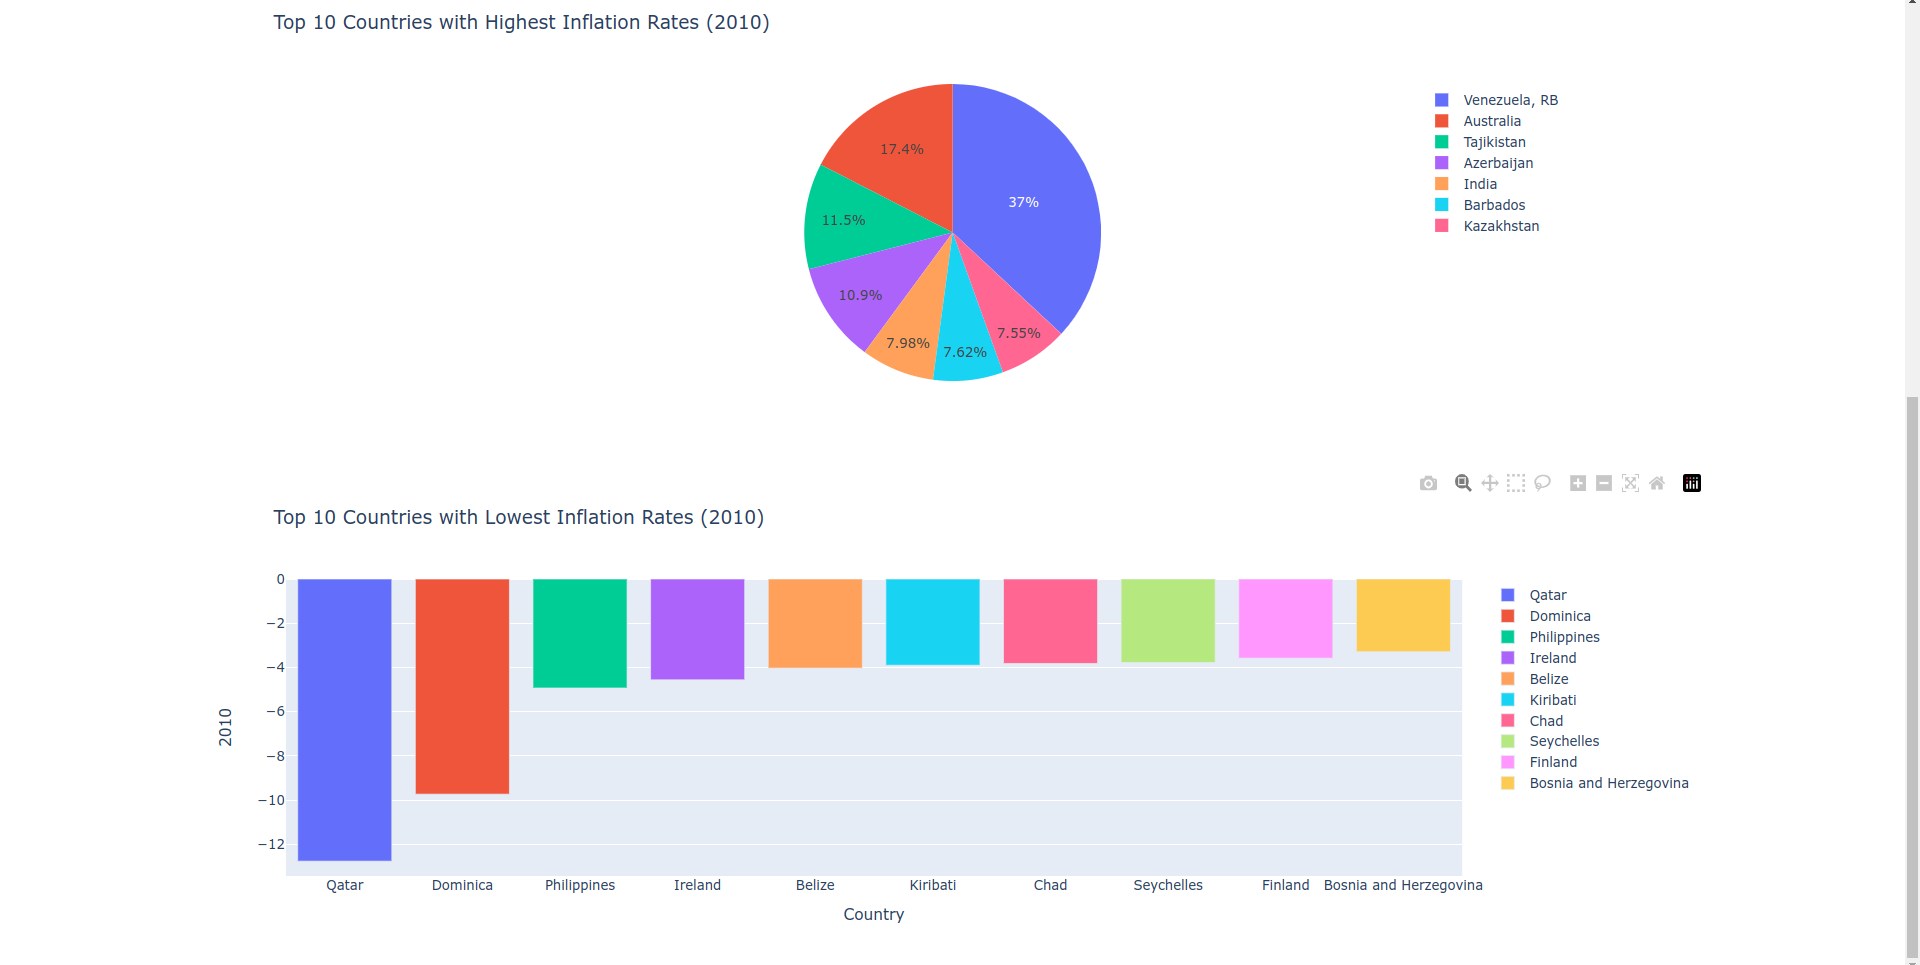 Top 10 Countries with Highest Inflation Rates (2010)
37%
17.4%
11.5%
10.9%
7.98%
7.62%
7.55%
Venezuela, RB
Australia
Tajikistan
Azerbaijan
India
Barbados
Kazakhstan
Top 10 Countries with Lowest Inflation Rates (2010)
2010
0
−2
−4
−6
−8
−10
−12
Qatar Dominica Philippines Ireland Belize Kiribati Chad Seychelles Finland Bosnia and Herzegovina
Country
Qatar
Dominica
Philippines
Ireland
Belize
Kiribati
Chad
Seychelles
Finland
Bosnia and Herzegovina